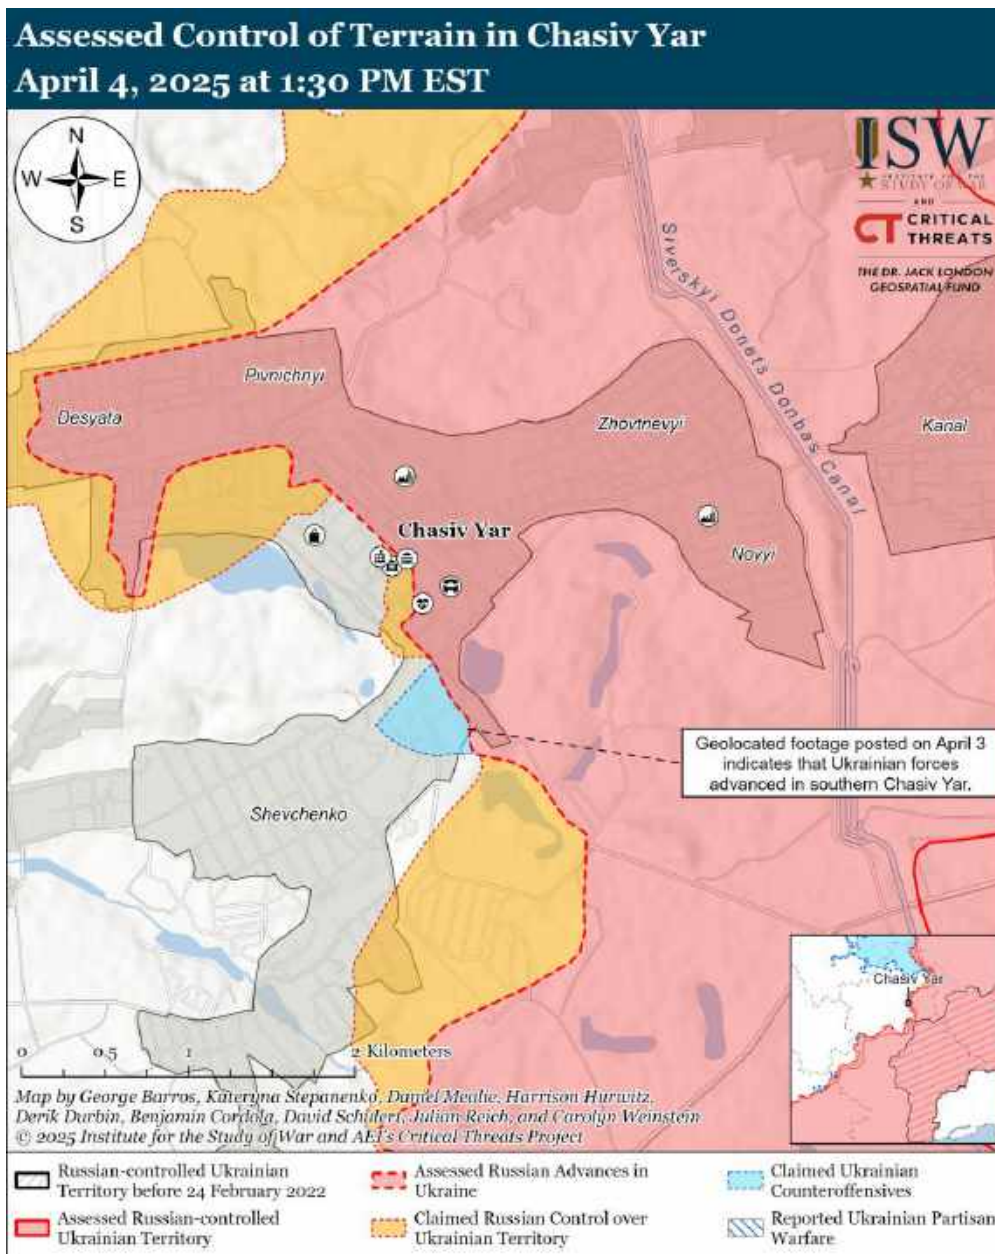 Assessed Control of Terrain in Chasiv Yar
April 4, 2025 at 1:30 PM EST
N
W
E
S
ISW
INSTITUTE FOR THE
STUDY OF WAR
AND
CT CRITICAL
THREATS
THE DR. JACK LONDON
GEOSPATIAL FUND
Siverskyi Donets Donbas Canal
Pivnichnyi
Desyata
Zhovtnevyi
Kanal
Chasiv Yar
Novyi
Geolocated footage posted on April 3
indicates that Ukrainian forces
advanced in southern Chasiv Yar.
Shevchenko
Chasiv Yar
0
0.5
1
2 Kilometers
Map by George Barros, Kateryna Stepanenko, Daniel Mealie, Harrison Hurwitz,
Derik Durbin, Benjamin Cordola, David Schulert, Julian Reich, and Carolyn Weinstein
© 2025 Institute for the Study of War and AEI's Critical Threats Project
Russian-controlled Ukrainian
Territory before 24 February 2022
Assessed Russian Advances in
Ukraine
Claimed Ukrainian
Counteroffensives
Assessed Russian-controlled
Ukrainian Territory
Claimed Russian Control over
Ukrainian Territory
Reported Ukrainian Partisan
Warfare